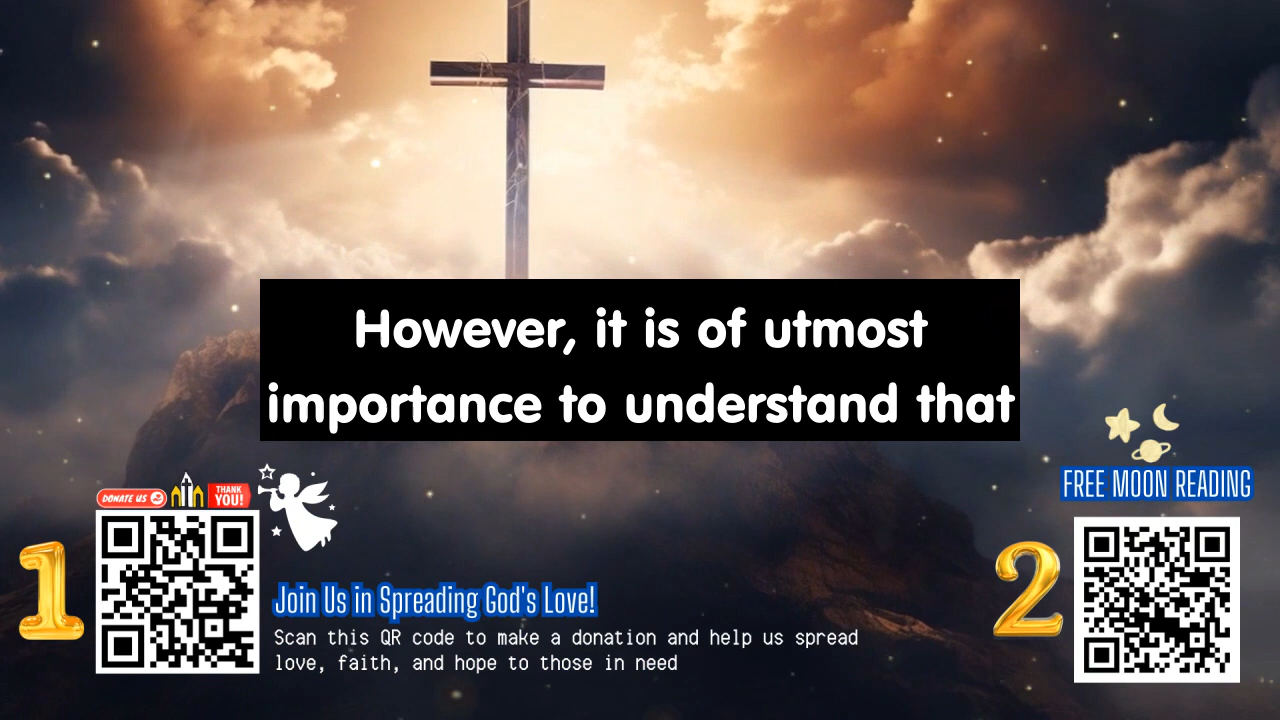 However, it is of utmost
importance to understand that
FREE MOON READING
DONATE US
THANK
YOU!
1
2
Join Us in Spreading God's Love!
Scan this QR code to make a donation and help us spread
love, faith, and hope to those in need